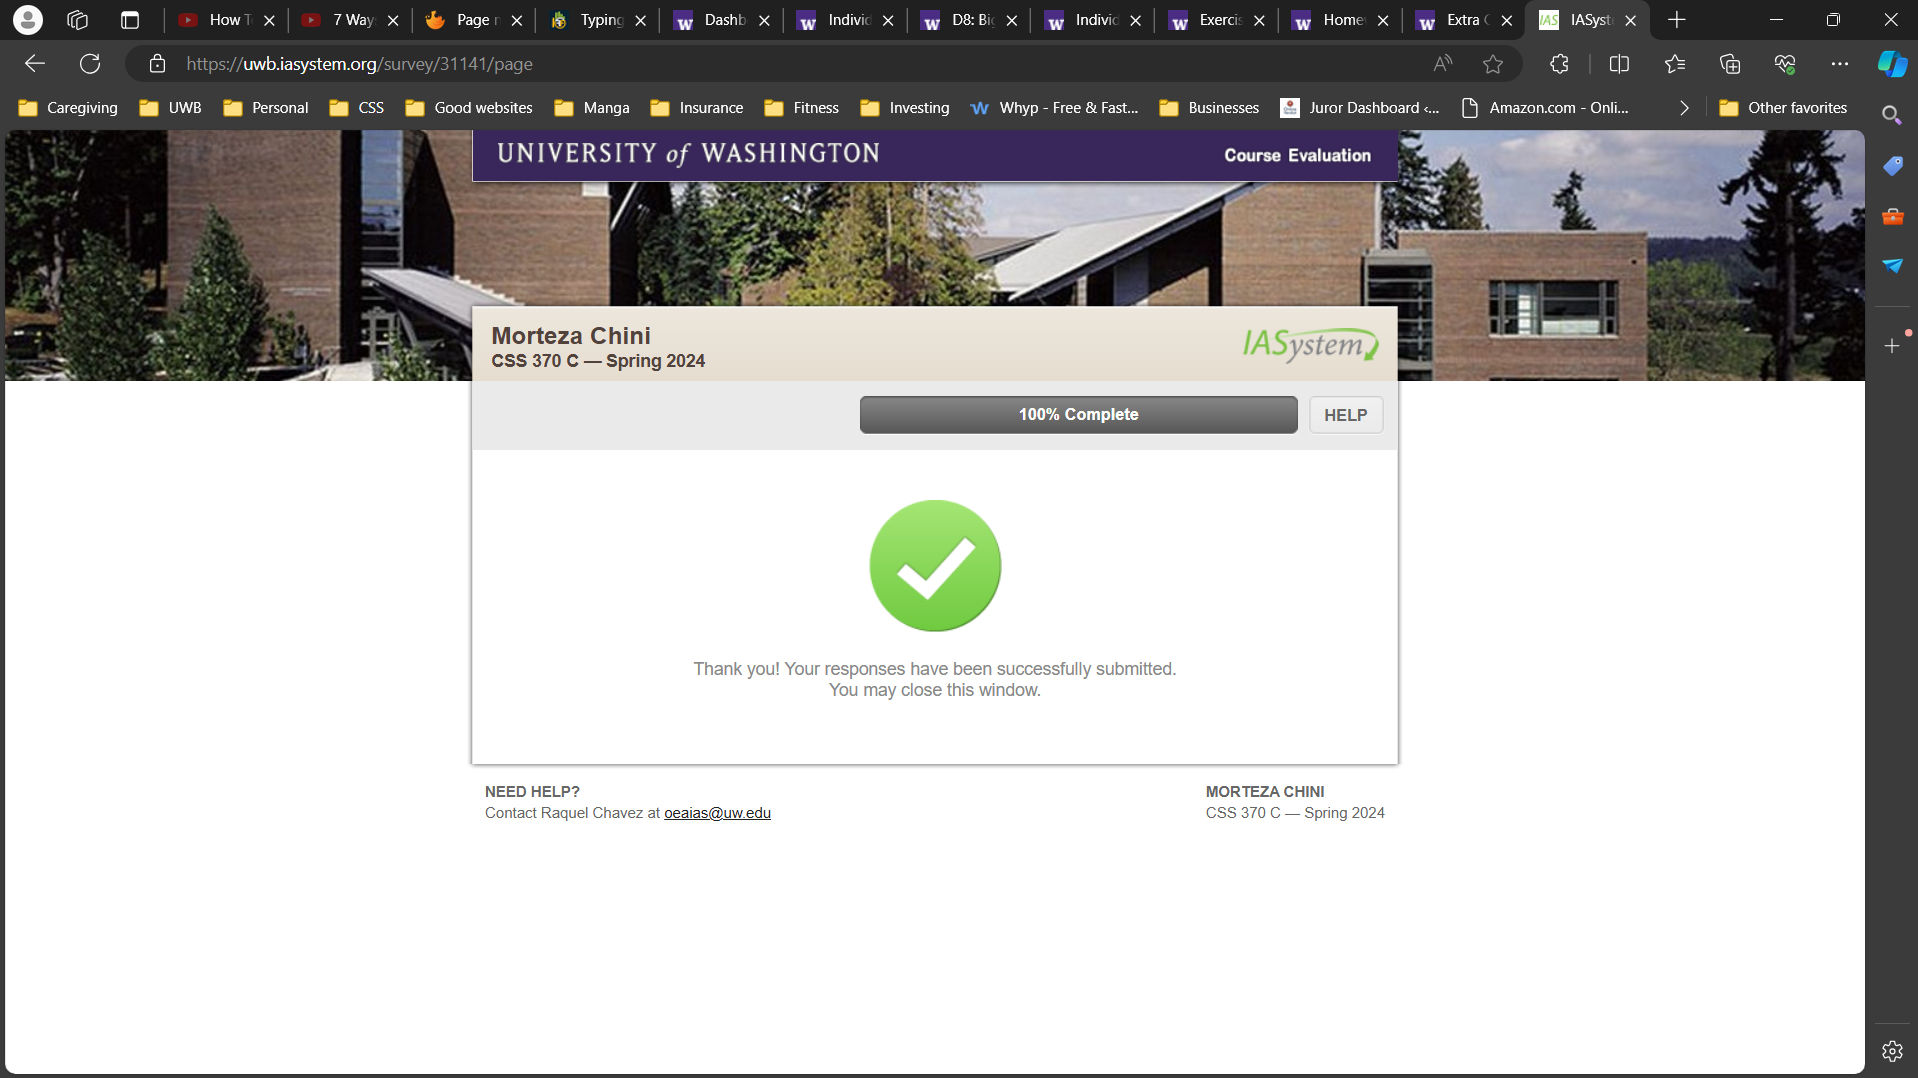 How T
7 Way
Page n
Typing
Dashb
Individ
D8: Big
Individ
Exercis
Home
Extra C
IASyst
https://uwb.iasystem.org/survey/31141/page
Caregiving
UWB
Personal
CSS
Good websites
Manga
Insurance
Fitness
Investing
Whyp - Free & Fast...
Businesses
Juror Dashboard ‹...
Amazon.com - Onli...
Other favorites
UNIVERSITY of WASHINGTON
Course Evaluation
Morteza Chini
CSS 370 C — Spring 2024
IASystem
100% Complete
HELP
Thank you! Your responses have been successfully submitted.
You may close this window.
NEED HELP?
Contact Raquel Chavez at oeaias@uw.edu
MORTEZA CHINI
CSS 370 C — Spring 2024